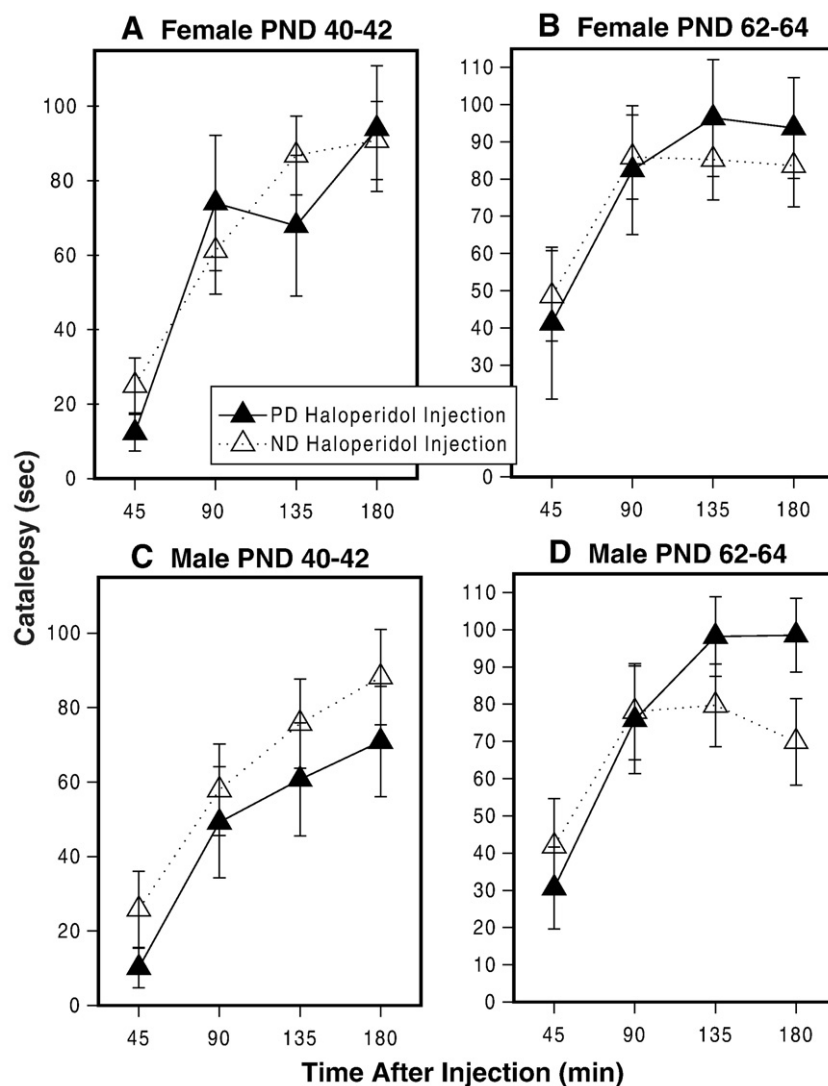 A Female PND 40-42
B Female PND 62-64
100
80
60
40
20
0
45 90 135 180
110
100
90
80
70
60
50
40
30
0
45 90 135 180
PD Haloperidol Injection
ND Haloperidol Injection
C Male PND 40-42
D Male PND 62-64
100
80
60
40
20
0
45 90 135 180
110
100
90
80
70
60
50
40
30
20
10
0
45 90 135 180
Catalepsy (sec)
Time After Injection (min)